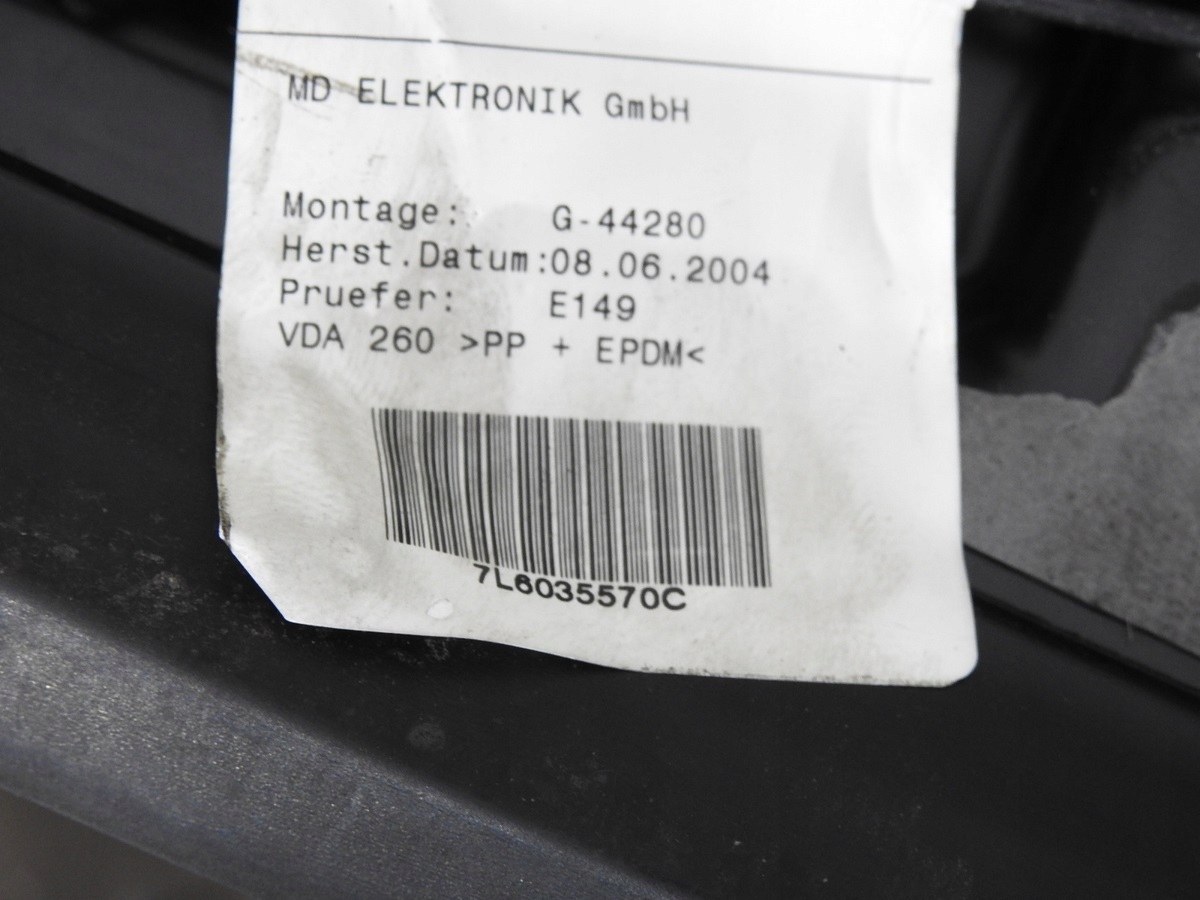 MD ELEKTRONIK GmbH
Montage: G-44280
Herst.Datum:08.06.2004
Pruefer: E149
VDA 260 >PP + EPDM<
7L6035570C